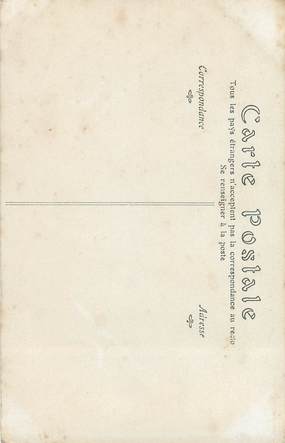 Carte Postale
Tous les pays étrangers n'acceptent pas la correspondance au recto
Se renseigner à la poste
Correspondance
Adresse